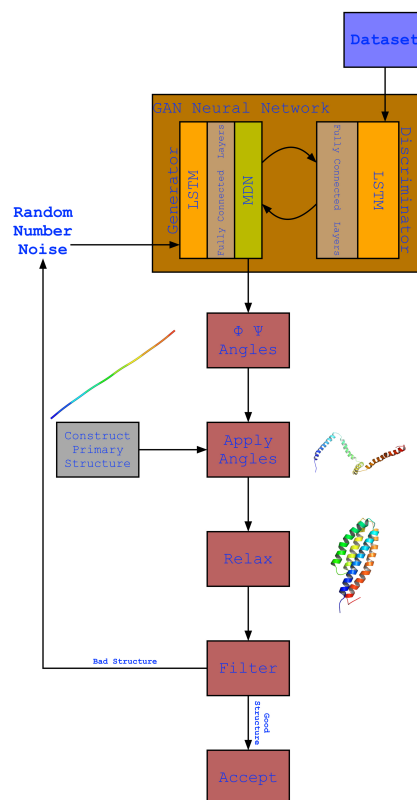 Dataset
GAN Neural Network
Generator
LSTM
Fully Connected Layers
MDN
Fully Connected Layers
LSTM
Discriminator
Random
Number
Noise
Φ Ψ
Angles
Construct
Primary
Structure
Apply
Angles
Relax
Bad Structure
Filter
Good
Structure
Accept